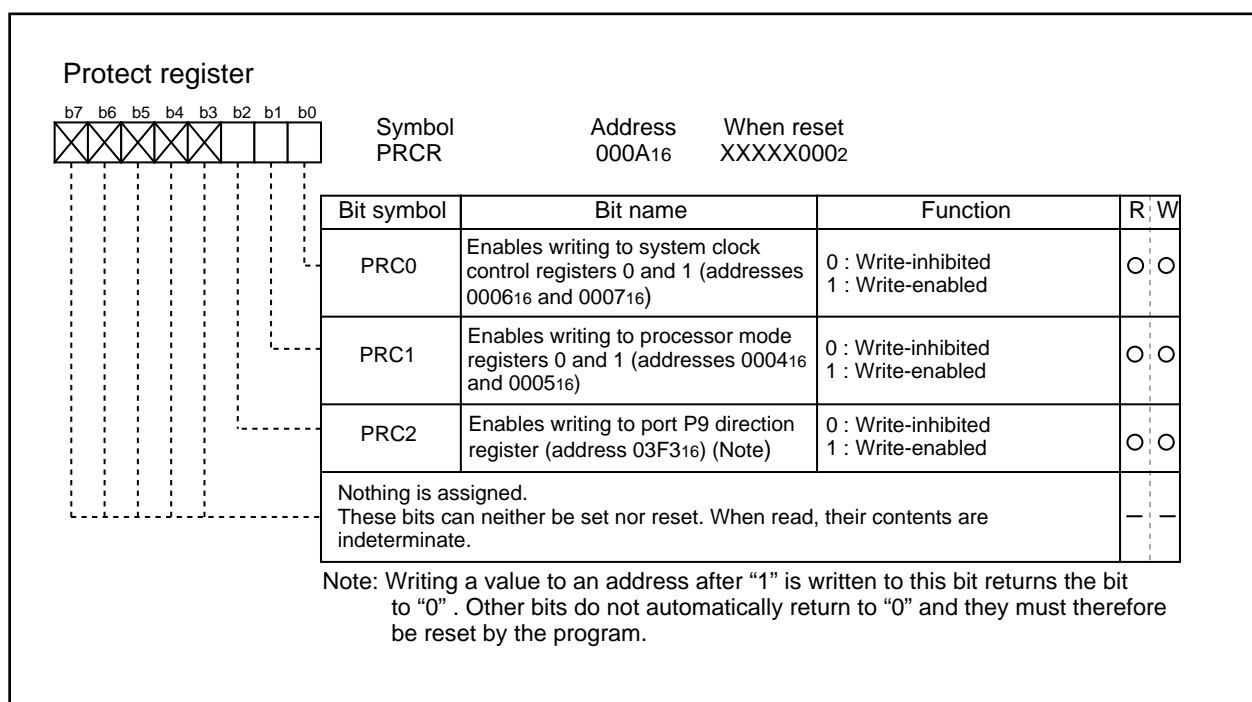 Protect register
b7 b6 b5 b4 b3 b2 b1 b0
Symbol Address When reset
PRCR 000A16 XXXXX0002
Bit symbol Bit name Function R W
PRC0
Enables writing to system clock
control registers 0 and 1 (addresses
000616 and 000716)
0 : Write-inhibited
1 : Write-enabled
PRC1
Enables writing to processor mode
registers 0 and 1 (addresses 000416
and 000516)
0 : Write-inhibited
1 : Write-enabled
PRC2
Enables writing to port P9 direction
register (address 03F316) (Note)
0 : Write-inhibited
1 : Write-enabled
Nothing is assigned.
These bits can neither be set nor reset. When read, their contents are
indeterminate.
Note: Writing a value to an address after “1” is written to this bit returns the bit
to “0” . Other bits do not automatically return to “0” and they must therefore
be reset by the program.